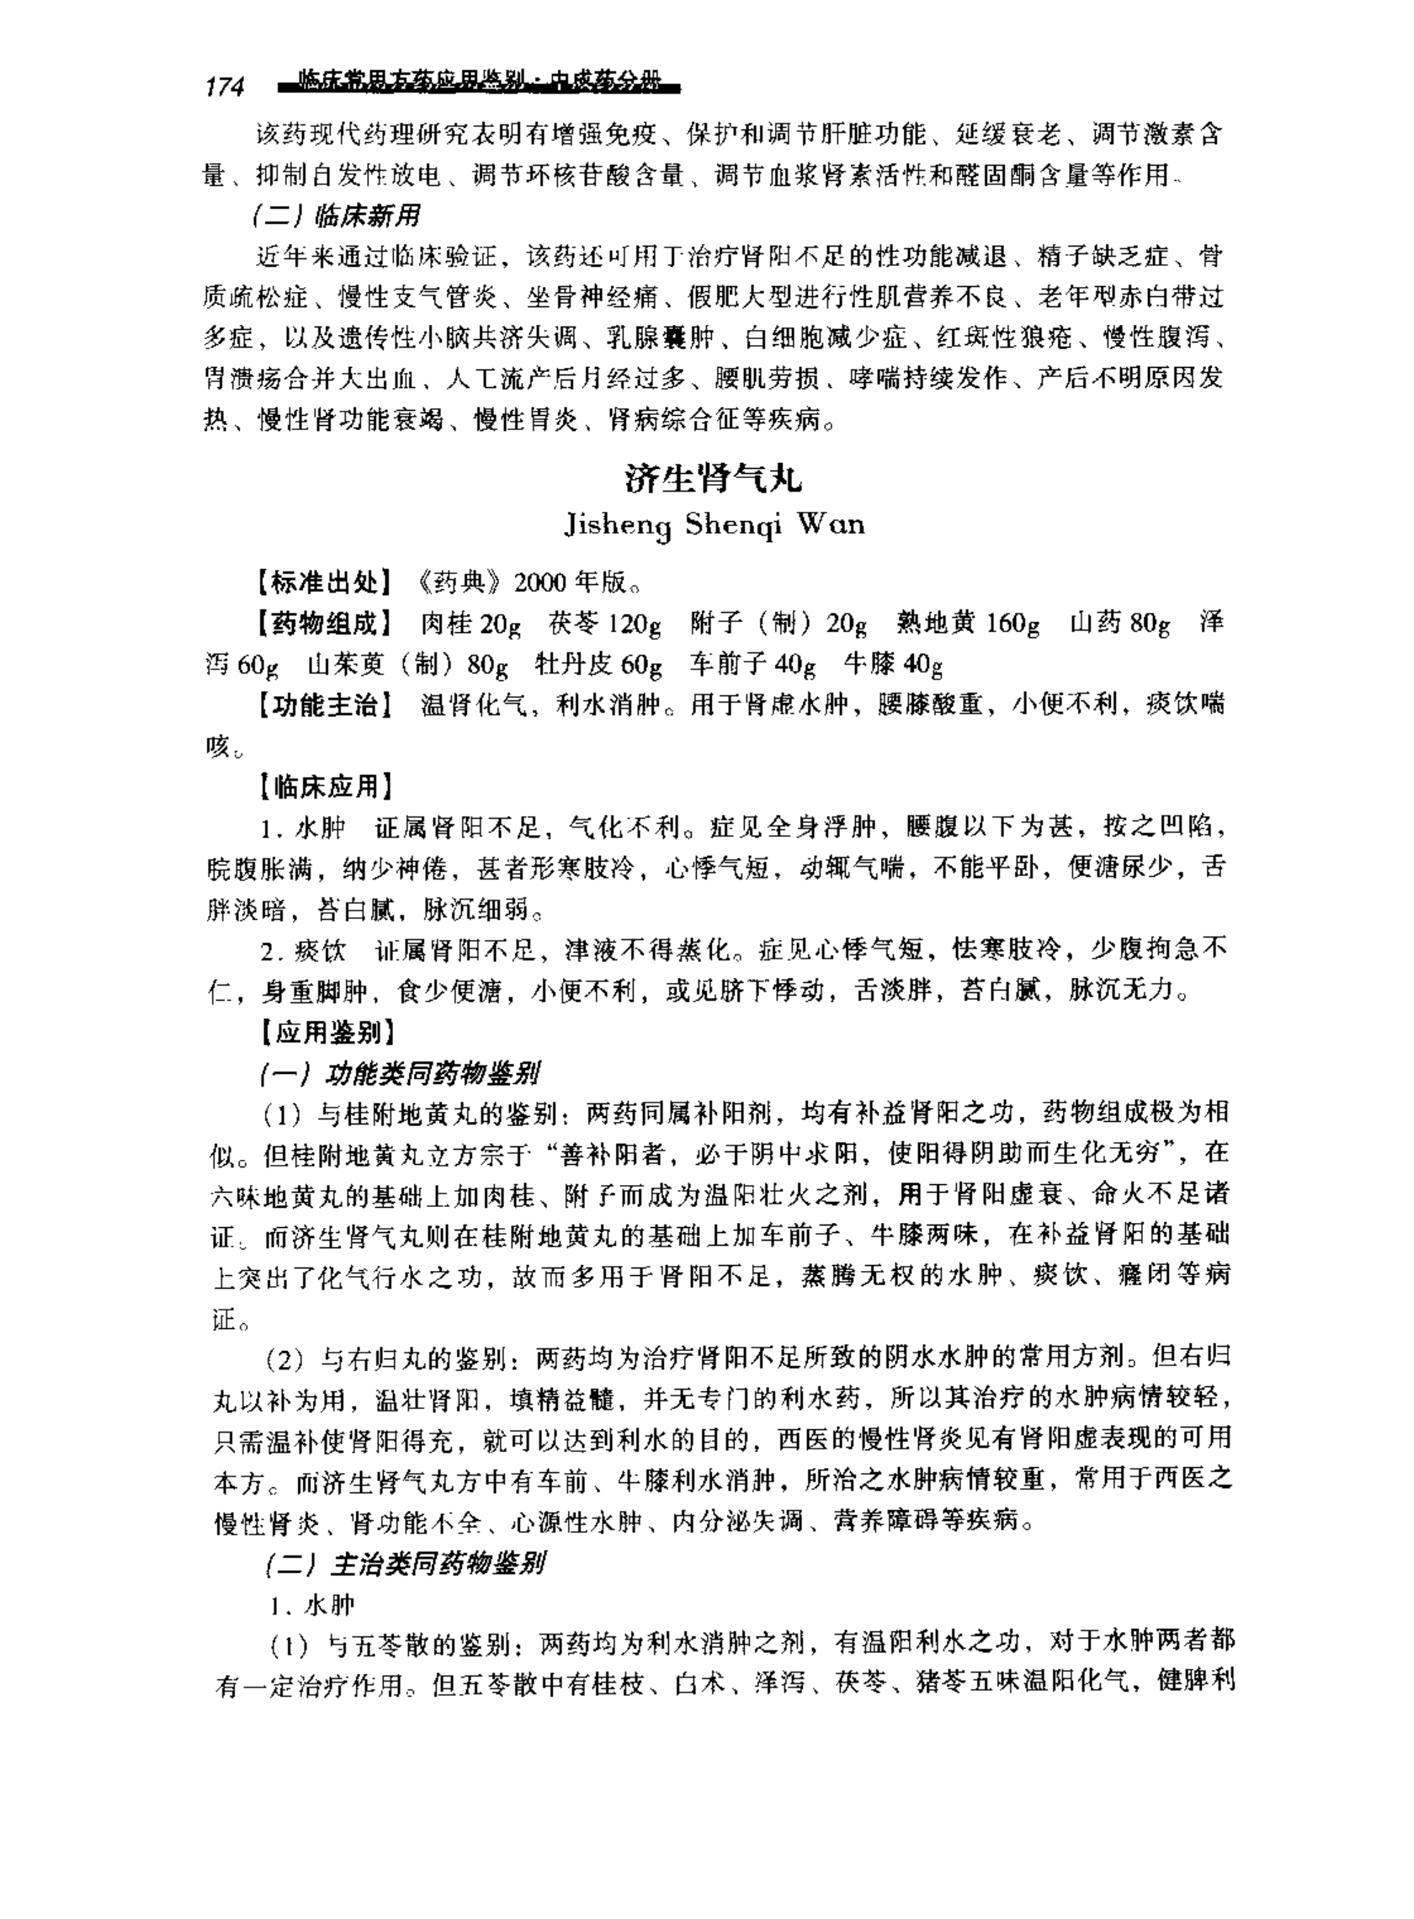 174 临床常用方药应用鉴别·中成药分册
该药现代药理研究表明有增强免疫、保护和调节肝脏功能、延缓衰老、调节激素含
量、抑制自发性放电、调节环核苷酸含量、调节血浆肾素活性和醛固酮含量等作用。
(二) 临床新用
近年来通过临床验证，该药还可用于治疗肾阳不足的性功能减退、精子缺乏症、骨
质疏松症、慢性支气管炎、坐骨神经痛、假肥大型进行性肌营养不良、老年型赤白带过
多症，以及遗传性小脑共济失调、乳腺囊肿、白细胞减少症、红斑性狼疮、慢性腹泻、
胃溃疡合并大出血、人工流产后月经过多、腰肌劳损、哮喘持续发作、产后不明原因发
热、慢性肾功能衰竭、慢性胃炎、肾病综合征等疾病。
济生肾气丸
Jisheng Shenqi Wan
【标准出处】《药典》2000 年版。
【药物组成】 肉桂 20g 茯苓 120g 附子（制）20g 熟地黄 160g 山药 80g 泽
泻 60g 山茱萸（制）80g 牡丹皮 60g 车前子 40g 牛膝 40g
【功能主治】 温肾化气，利水消肿。用于肾虚水肿，腰膝酸重，小便不利，痰饮喘
咳。
【临床应用】
1. 水肿 证属肾阳不足，气化不利。症见全身浮肿，腰腹以下为甚，按之凹陷，
脘腹胀满，纳少神倦，甚者形寒肢冷，心悸气短，动辄气喘，不能平卧，便溏尿少，舌
胖淡暗，苔白腻，脉沉细弱。
2. 痰饮 证属肾阳不足，津液不得蒸化。症见心悸气短，怯寒肢冷，少腹拘急不
仁，身重脚肿，食少便溏，小便不利，或见脐下悸动，舌淡胖，苔白腻，脉沉无力。
【应用鉴别】
(一) 功能类同药物鉴别
（1）与桂附地黄丸的鉴别：两药同属补阳剂，均有补益肾阳之功，药物组成极为相
似。但桂附地黄丸立方宗于“善补阳者，必于阴中求阳，使阳得阴助而生化无穷”，在
六味地黄丸的基础上加肉桂、附子而成为温阳壮火之剂，用于肾阳虚衰、命火不足诸
证。而济生肾气丸则在桂附地黄丸的基础上加车前子、牛膝两味，在补益肾阳的基础
上突出了化气行水之功，故而多用于肾阳不足，蒸腾无权的水肿、痰饮、癃闭等病
证。
（2）与右归丸的鉴别：两药均为治疗肾阳不足所致的阴水水肿的常用方剂。但右归
丸以补为用，温壮肾阳，填精益髓，并无专门的利水药，所以其治疗的水肿病情较轻，
只需温补使肾阳得充，就可以达到利水的目的，西医的慢性肾炎见有肾阳虚表现的可用
本方。而济生肾气丸方中有车前、牛膝利水消肿，所治之水肿病情较重，常用于西医之
慢性肾炎、肾功能不全、心源性水肿、内分泌失调、营养障碍等疾病。
(二) 主治类同药物鉴别
1. 水肿
（1）与五苓散的鉴别：两药均为利水消肿之剂，有温阳利水之功，对于水肿两者都
有一定治疗作用。但五苓散中有桂枝、白术、泽泻、茯苓、猪苓五味温阳化气，健脾利